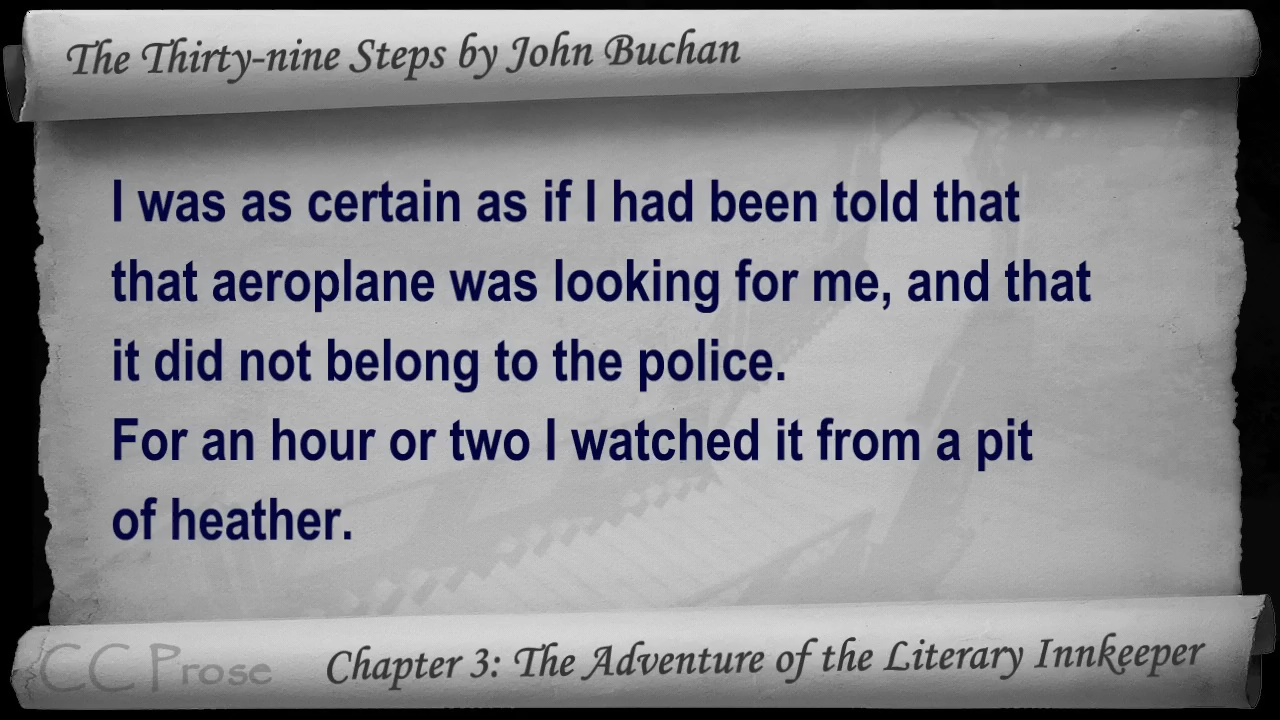 The Thirty-nine Steps by John Buchan
I was as certain as if I had been told that
that aeroplane was looking for me, and that
it did not belong to the police.
For an hour or two I watched it from a pit
of heather.
CC Prose
Chapter 3: The Adventure of the Literary Innkeeper